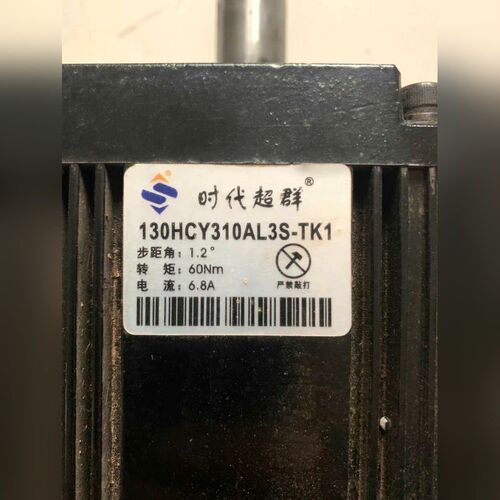 时代超群®
130HCY310AL3S-TK1
步距角: 1.2°
转 矩: 60Nm
电 流: 6.8A
严禁敲打